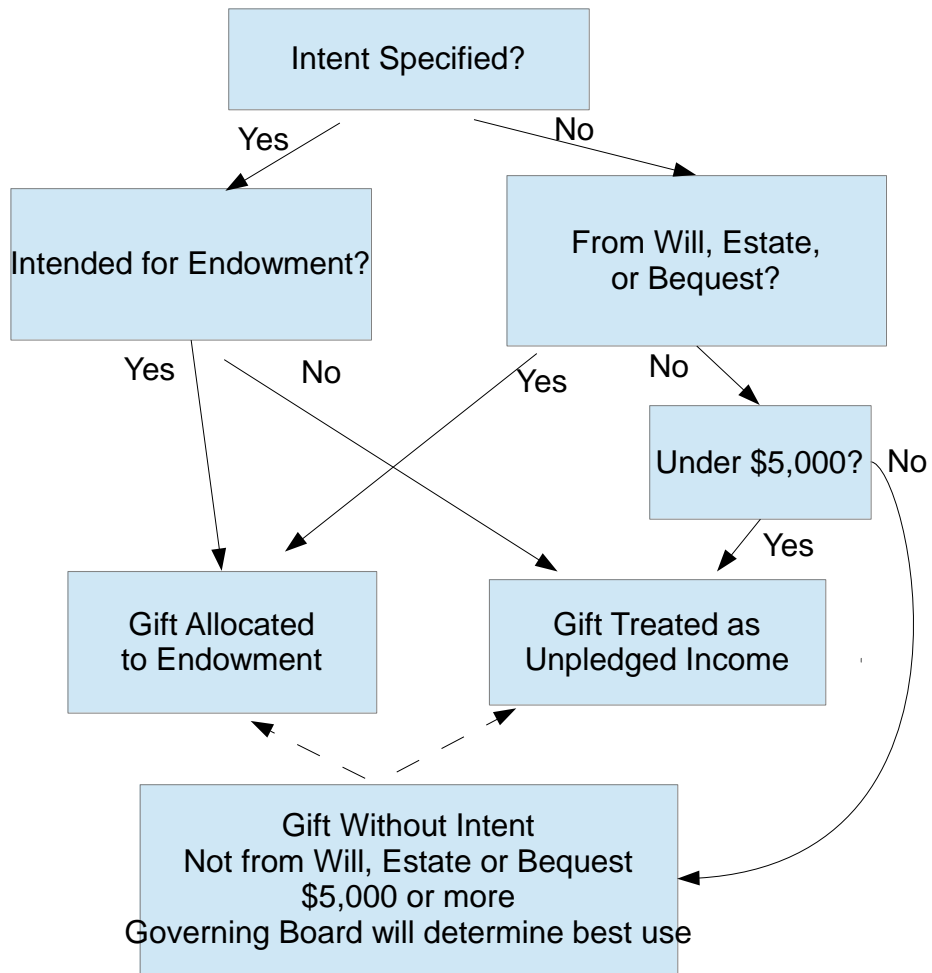 Intent Specified?
Yes
No
Intended for Endowment?
From Will, Estate,
or Bequest?
Yes
No
Yes
No
Under $5,000?
No
Yes
Gift Allocated
to Endowment
Gift Treated as
Unpledged Income
Gift Without Intent
Not from Will, Estate or Bequest
$5,000 or more
Governing Board will determine best use